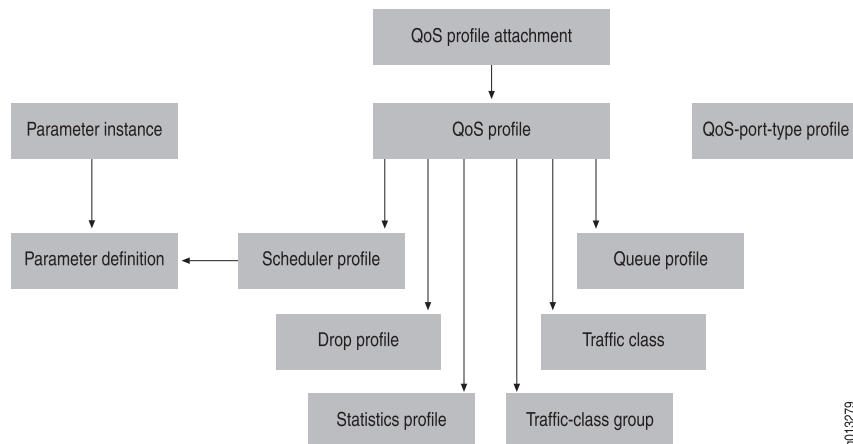 QoS profile attachment
Parameter instance
QoS profile
QoS-port-type profile
Parameter definition
Scheduler profile
Queue profile
Drop profile
Traffic class
Statistics profile
Traffic-class group